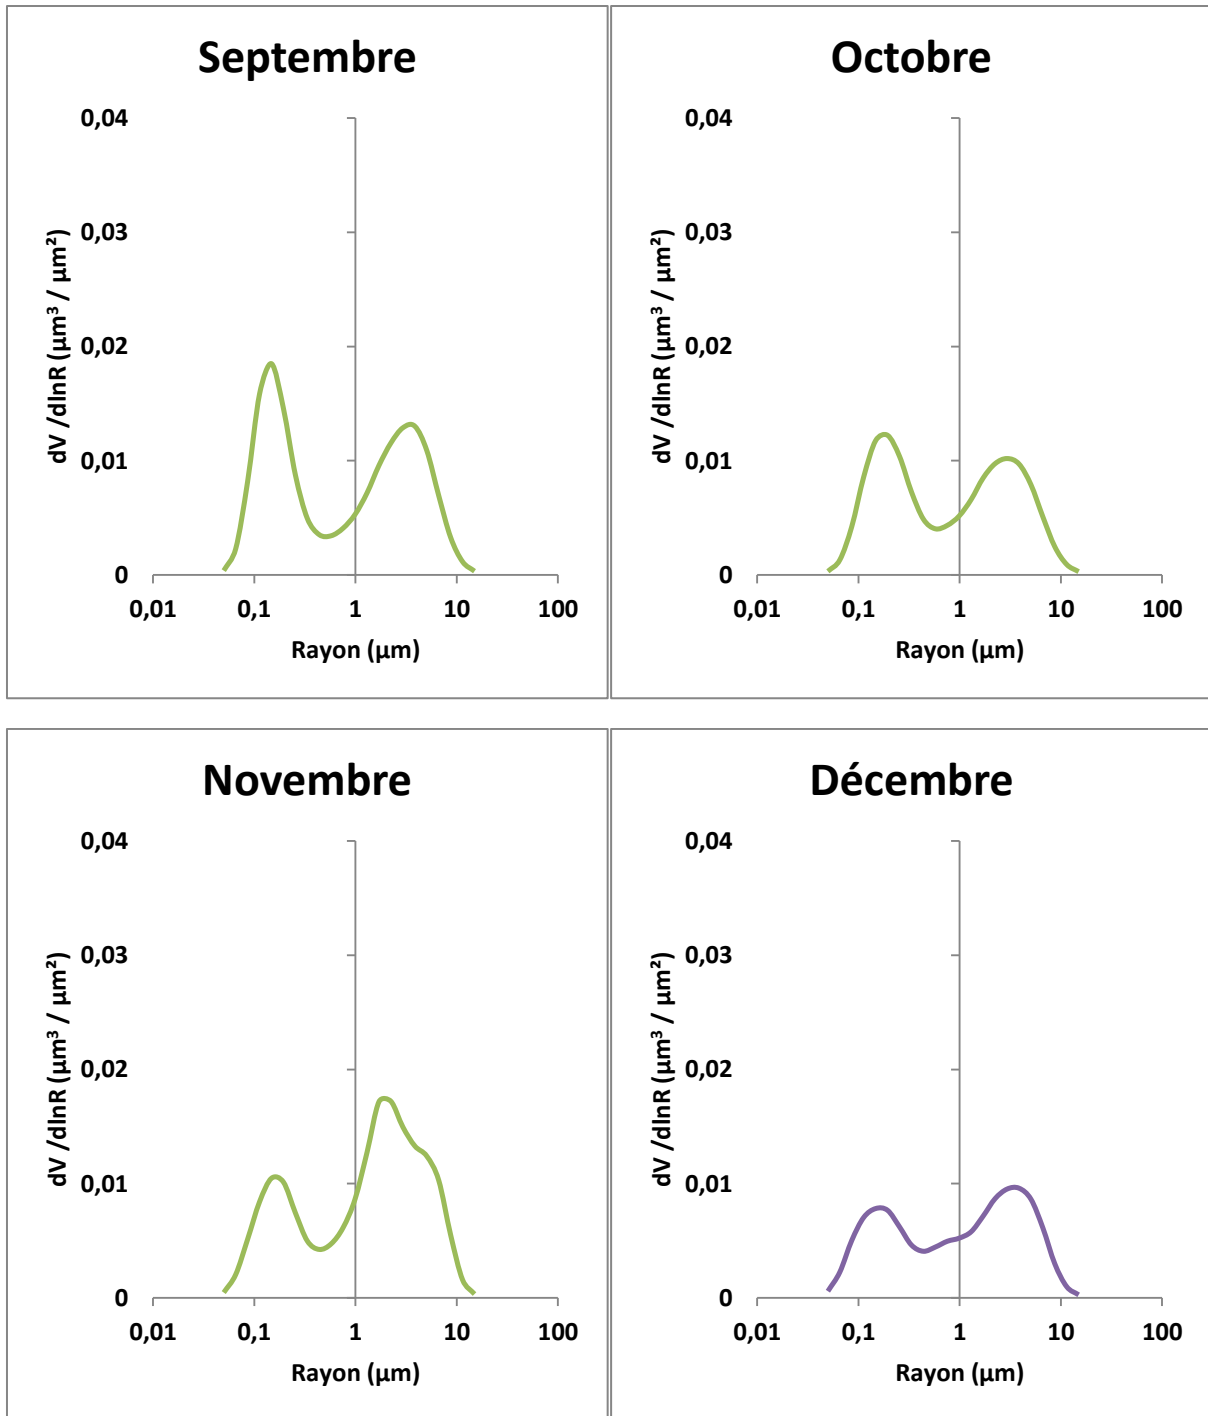 Septembre
0,04
0,03
0,02
0,01
0
dV /dlnR (µm³ / µm²)
0,01 0,1 1 10 100
Rayon (µm)
Octobre
0,04
0,03
0,02
0,01
0
dV /dlnR (µm³ / µm²)
0,01 0,1 1 10 100
Rayon (µm)
Novembre
0,04
0,03
0,02
0,01
0
dV /dlnR (µm³ / µm²)
0,01 0,1 1 10 100
Rayon (µm)
Décembre
0,04
0,03
0,02
0,01
0
dV /dlnR (µm³ / µm²)
0,01 0,1 1 10 100
Rayon (µm)